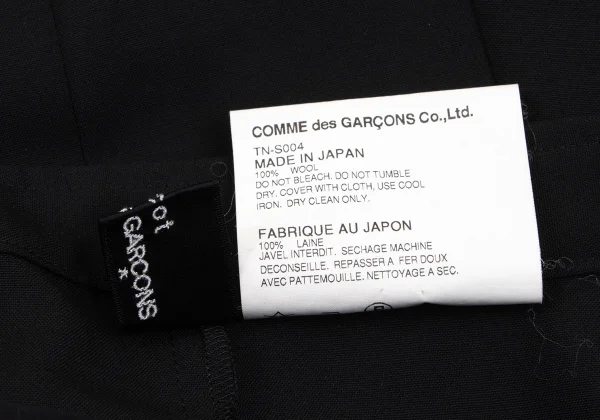 COMME des GARÇONS Co.,Ltd.
TN-S004
MADE IN JAPAN
100% WOOL
DO NOT BLEACH. DO NOT TUMBLE
DRY. COVER WITH CLOTH, USE COOL
IRON. DRY CLEAN ONLY.
FABRIQUE AU JAPON
100% LAINE
JAVEL INTERDIT. SECHAGE MACHINE
DECONSEILLE. REPASSER A FER DOUX
AVEC PATTEMOUILLE. NETTOYAGE A SEC.
ot
GARÇONS